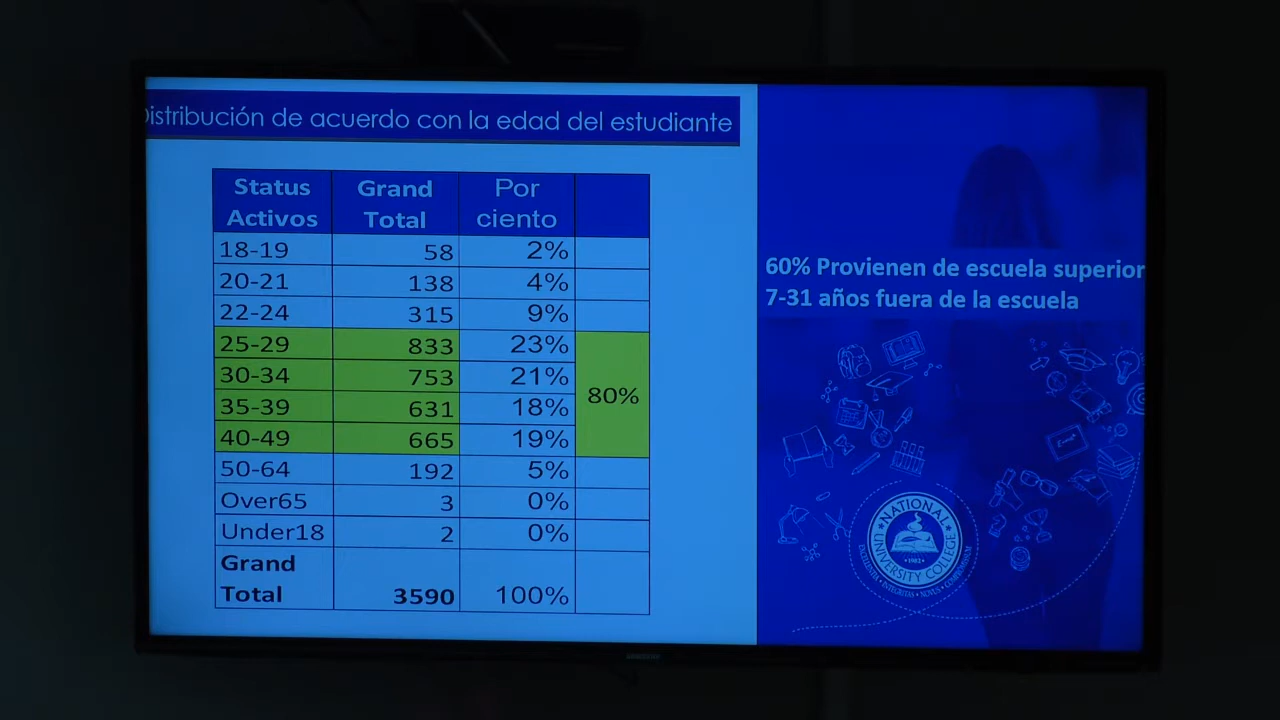 Distribución de acuerdo con la edad del estudiante
Status Activos Grand Total Por ciento
18-19 58 2%
20-21 138 4%
22-24 315 9%
25-29 833 23%
30-34 753 21%
35-39 631 18%
80%
40-49 665 19%
50-64 192 5%
Over65 3 0%
Under18 2 0%
Grand Total 3590 100%
60% Provienen de escuela superior
7-31 años fuera de la escuela
NATIONAL
UNIVERSITY COLLEGE
1982